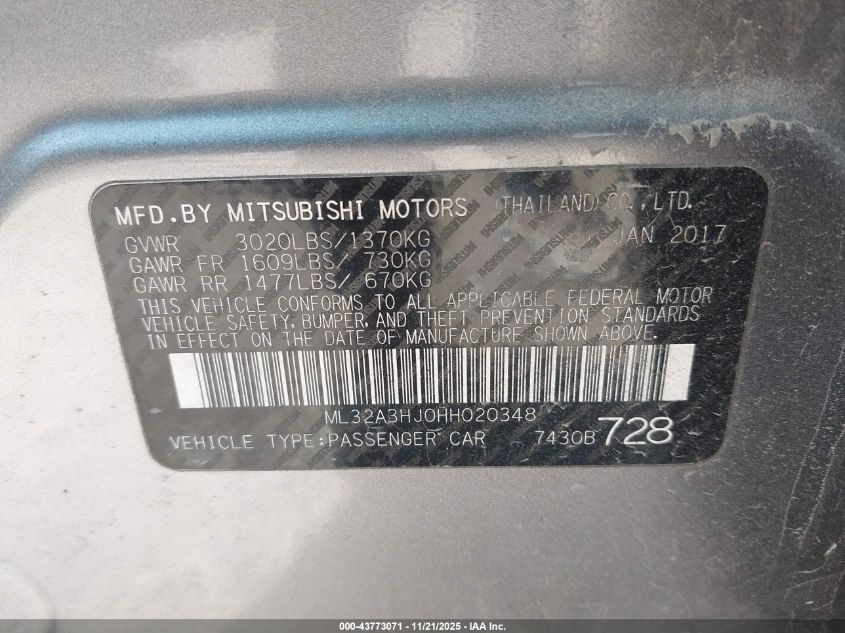 MFD.BY MITSUBISHI MOTORS (THAILAND) CO.,LTD.
GVWR 3020LBS/1370KG JAN 2017
GAWR FR 1609LBS/ 730KG
GAWR RR 1477LBS/ 670KG
THIS VEHICLE CONFORMS TO ALL APPLICABLE FEDERAL MOTOR
VEHICLE SAFETY, BUMPER, AND THEFT PREVENTION STANDARDS
IN EFFECT ON THE DATE OF MANUFACTURE SHOWN ABOVE.
ML32A3HJ0HH020348
VEHICLE TYPE:PASSENGER CAR 7430B 728
000-43773071 - 11/21/2025 - IAA Inc.